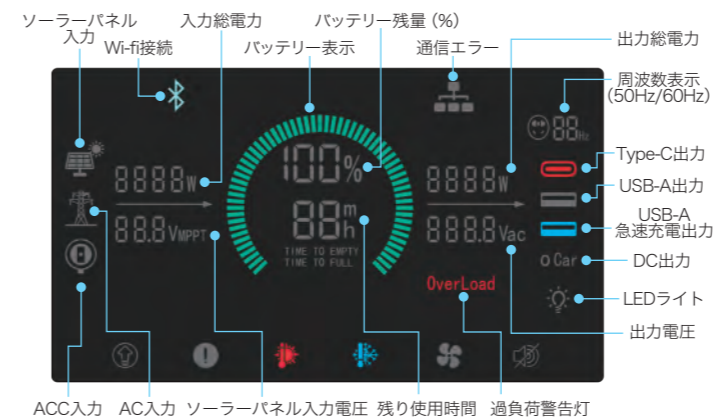 ソーラーパネル
入力
入力総電力
バッテリー残量（%）
Wi-fi接続
バッテリー表示
通信エラー
出力総電力
周波数表示
（50Hz/60Hz）
88Hz
100%
8888W
8888W
Type-C出力
USB-A出力
88.8VMPPT
88mh
888.8Vac
USB-A
急速充電出力
TIME TO EMPTY
TIME TO FULL
Car
DC出力
OverLoad
LEDライト
出力電圧
ACC入力
AC入力
ソーラーパネル入力電圧
残り使用時間
過負荷警告灯